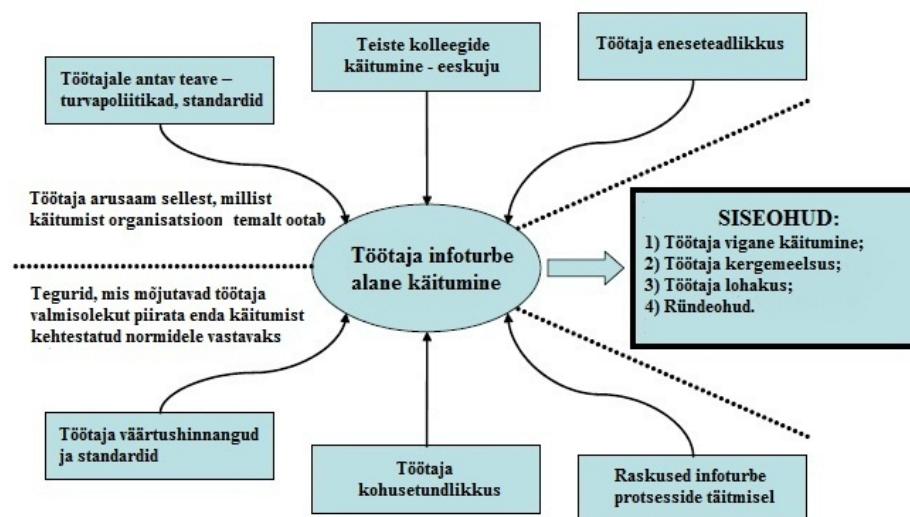 Teiste kolleegide
käitumine - eeskuju
Töötaja eneseteadlikkus
Töötajale antav teave –
turvapoliitikad, standardid
Töötaja arusaam sellest, millist
käitumist organisatsioon temalt ootab
Töötaja infoturbe
alane käitumine
SISEOHUD:
1) Töötaja vigane käitumine;
2) Töötaja kergemeelsus;
3) Töötaja lohakus;
4) Ründeohud.
Tegurid, mis mõjutavad töötaja
valmisolekut piirata enda käitumist
kehtestatud normidele vastavaks
Töötaja väärtushinnangud
ja standardid
Töötaja
kohusetundlikkus
Raskused infoturbe
protsesside täitmisel